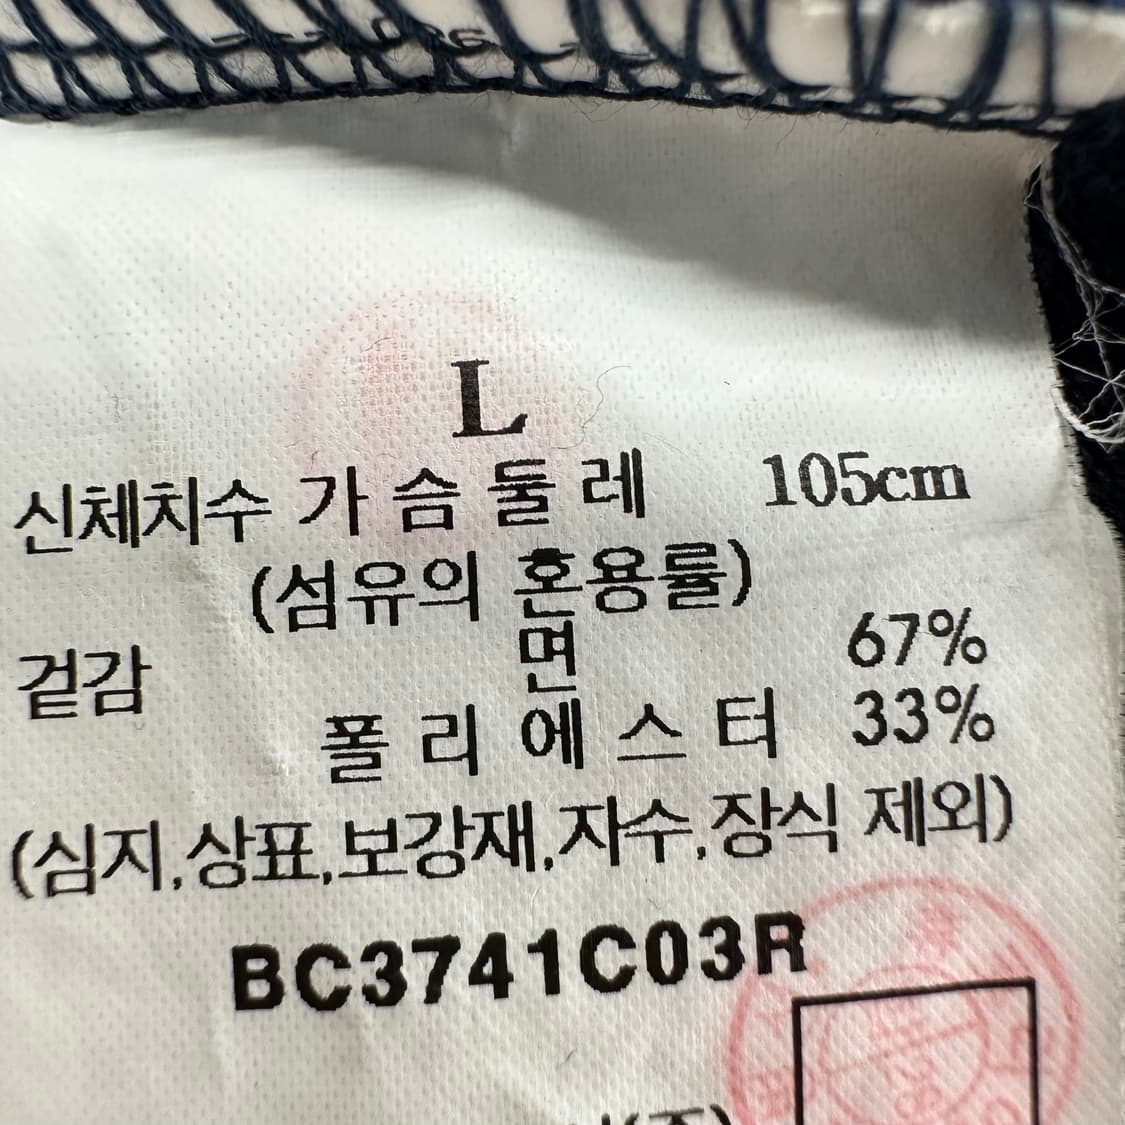 L
신체치수 가 슴 둘 레 105cm
(섬유의 혼용률)
겉감 면 67%
폴 리 에 스 터 33%
(심지,상표,보강재,자수,장식 제외)
BC3741C03R
(주)